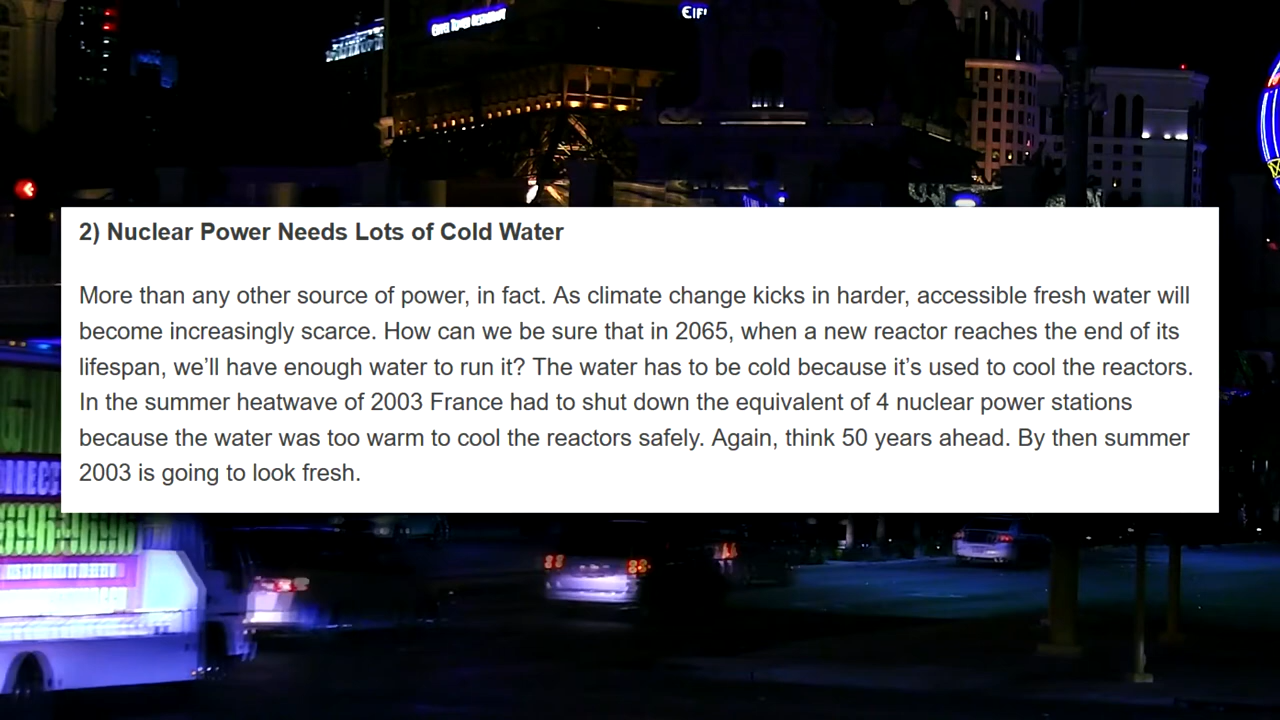 EIFFEL TOWER RESTAURANT
EIF
2) Nuclear Power Needs Lots of Cold Water
More than any other source of power, in fact. As climate change kicks in harder, accessible fresh water will
become increasingly scarce. How can we be sure that in 2065, when a new reactor reaches the end of its
lifespan, we’ll have enough water to run it? The water has to be cold because it’s used to cool the reactors.
In the summer heatwave of 2003 France had to shut down the equivalent of 4 nuclear power stations
because the water was too warm to cool the reactors safely. Again, think 50 years ahead. By then summer
2003 is going to look fresh.